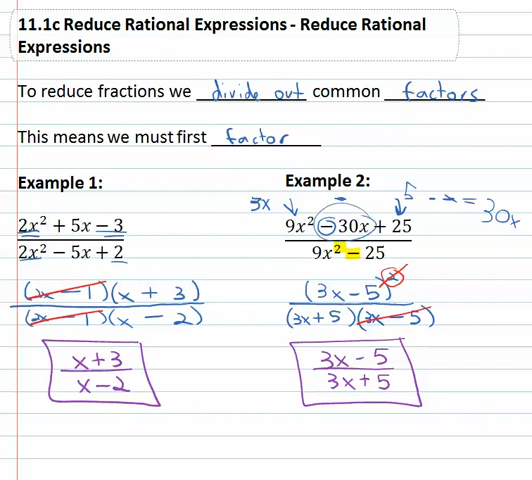 11.1c Reduce Rational Expressions - Reduce Rational
Expressions
To reduce fractions we divide out common factors
This means we must first factor
Example 1:
Example 2:
3x ↓ - ↓ 5 - x = 30x
2x² + 5x − 3
2x² − 5x + 2
9x² − 30x + 25
9x² − 25
(2x − 1)(x + 3)
(2x − 1)(x − 2)
(3x − 5)²
(3x + 5)(3x − 5)
x + 3
x − 2
3x − 5
3x + 5